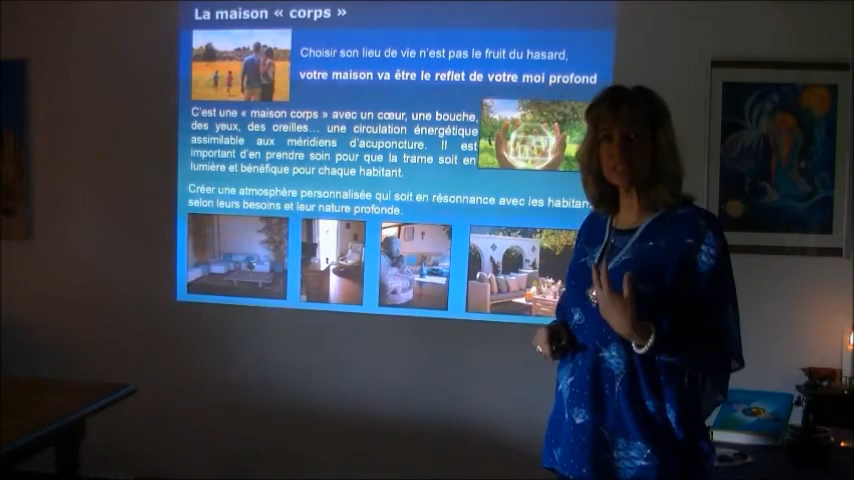 La maison « corps »
Choisir son lieu de vie n'est pas le fruit du hasard,
votre maison va être le reflet de votre moi profond
C'est une « maison corps » avec un cœur, une bouche,
des yeux, des oreilles... une circulation énergétique
assimilable aux méridiens d'acuponcture. Il est
important d'en prendre soin pour que la trame soit en
lumière et bénéfique pour chaque habitant.
Créer une atmosphère personnalisée qui soit en résonnance avec les
selon leurs besoins et leur nature profonde.